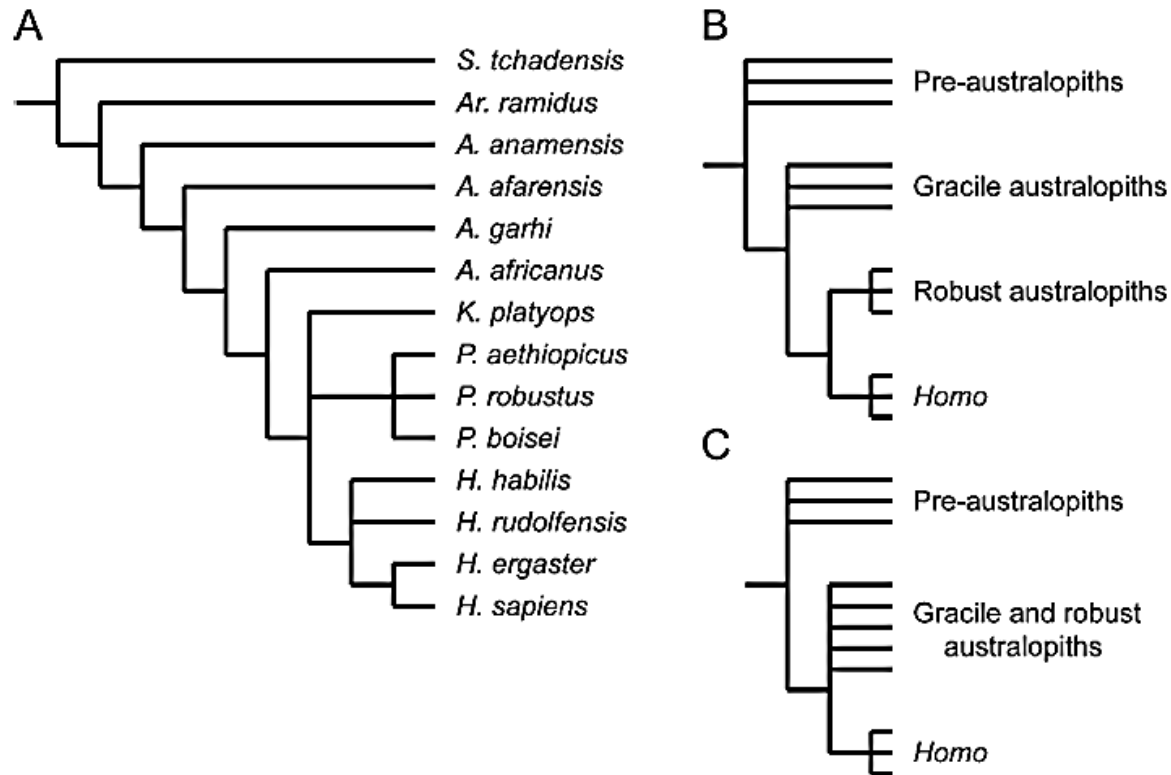 A
S. tchadensis
Ar. ramidus
A. anamensis
A. afarensis
A. garhi
A. africanus
K. platyops
P. aethiopicus
P. robustus
P. boisei
H. habilis
H. rudolfensis
H. ergaster
H. sapiens
B
Pre-australopiths
Gracile australopiths
Robust australopiths
Homo
C
Pre-australopiths
Gracile and robust
australopiths
Homo